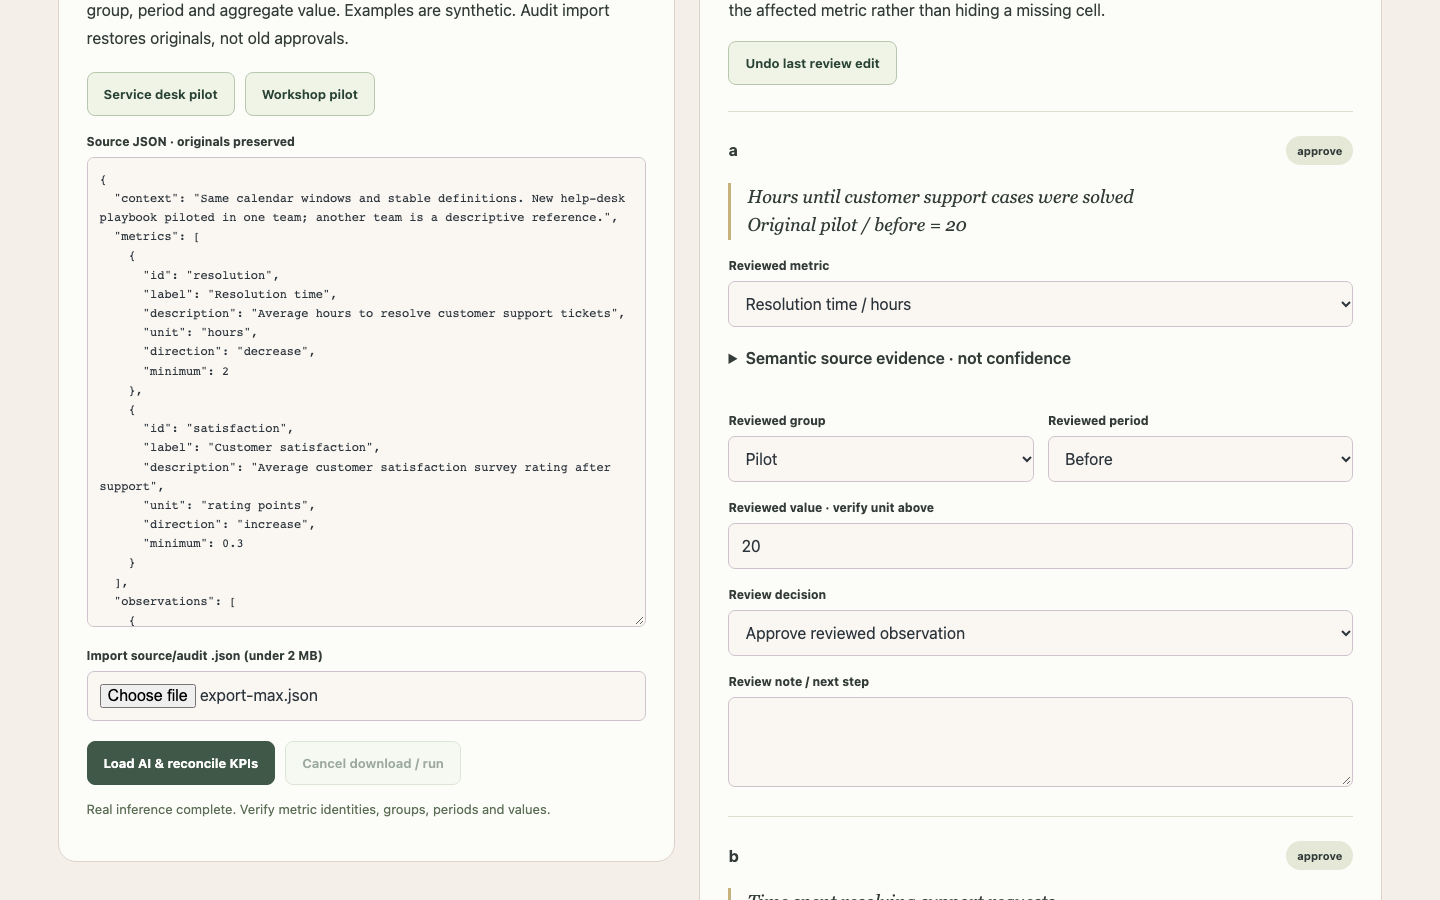 group, period and aggregate value. Examples are synthetic. Audit import
restores originals, not old approvals.
Service desk pilot
Workshop pilot
Source JSON · originals preserved
{
  "context": "Same calendar windows and stable definitions. New help-desk
playbook piloted in one team; another team is a descriptive reference.",
  "metrics": [
    {
      "id": "resolution",
      "label": "Resolution time",
      "description": "Average hours to resolve customer support tickets",
      "unit": "hours",
      "direction": "decrease",
      "minimum": 2
    },
    {
      "id": "satisfaction",
      "label": "Customer satisfaction",
      "description": "Average customer satisfaction survey rating after
support",
      "unit": "rating points",
      "direction": "increase",
      "minimum": 0.3
    }
  ],
  "observations": [
    {
Import source/audit .json (under 2 MB)
Choose file export-max.json
Load AI & reconcile KPIs
Cancel download / run
Real inference complete. Verify metric identities, groups, periods and values.
the affected metric rather than hiding a missing cell.
Undo last review edit
a
approve
Hours until customer support cases were solved
Original pilot / before = 20
Reviewed metric
Resolution time / hours
▶ Semantic source evidence · not confidence
Reviewed group
Reviewed period
Pilot
Before
Reviewed value · verify unit above
20
Review decision
Approve reviewed observation
Review note / next step
b
approve
Time spent resolving support requests